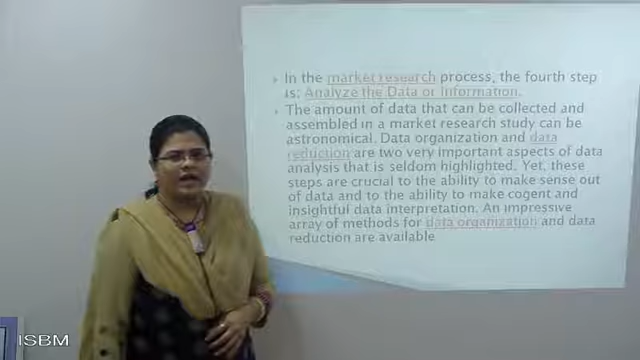 In the market research process, the fourth step
is: Analyze the Data or Information.
The amount of data that can be collected and
assembled in a market research study can be
astronomical. Data organization and data
reduction are two very important aspects of data
analysis that is seldom highlighted. Yet, these
steps are crucial to the ability to make sense out
of data and to the ability to make cogent and
insightful data interpretation. An impressive
array of methods for data organization and data
reduction are available
ISBM